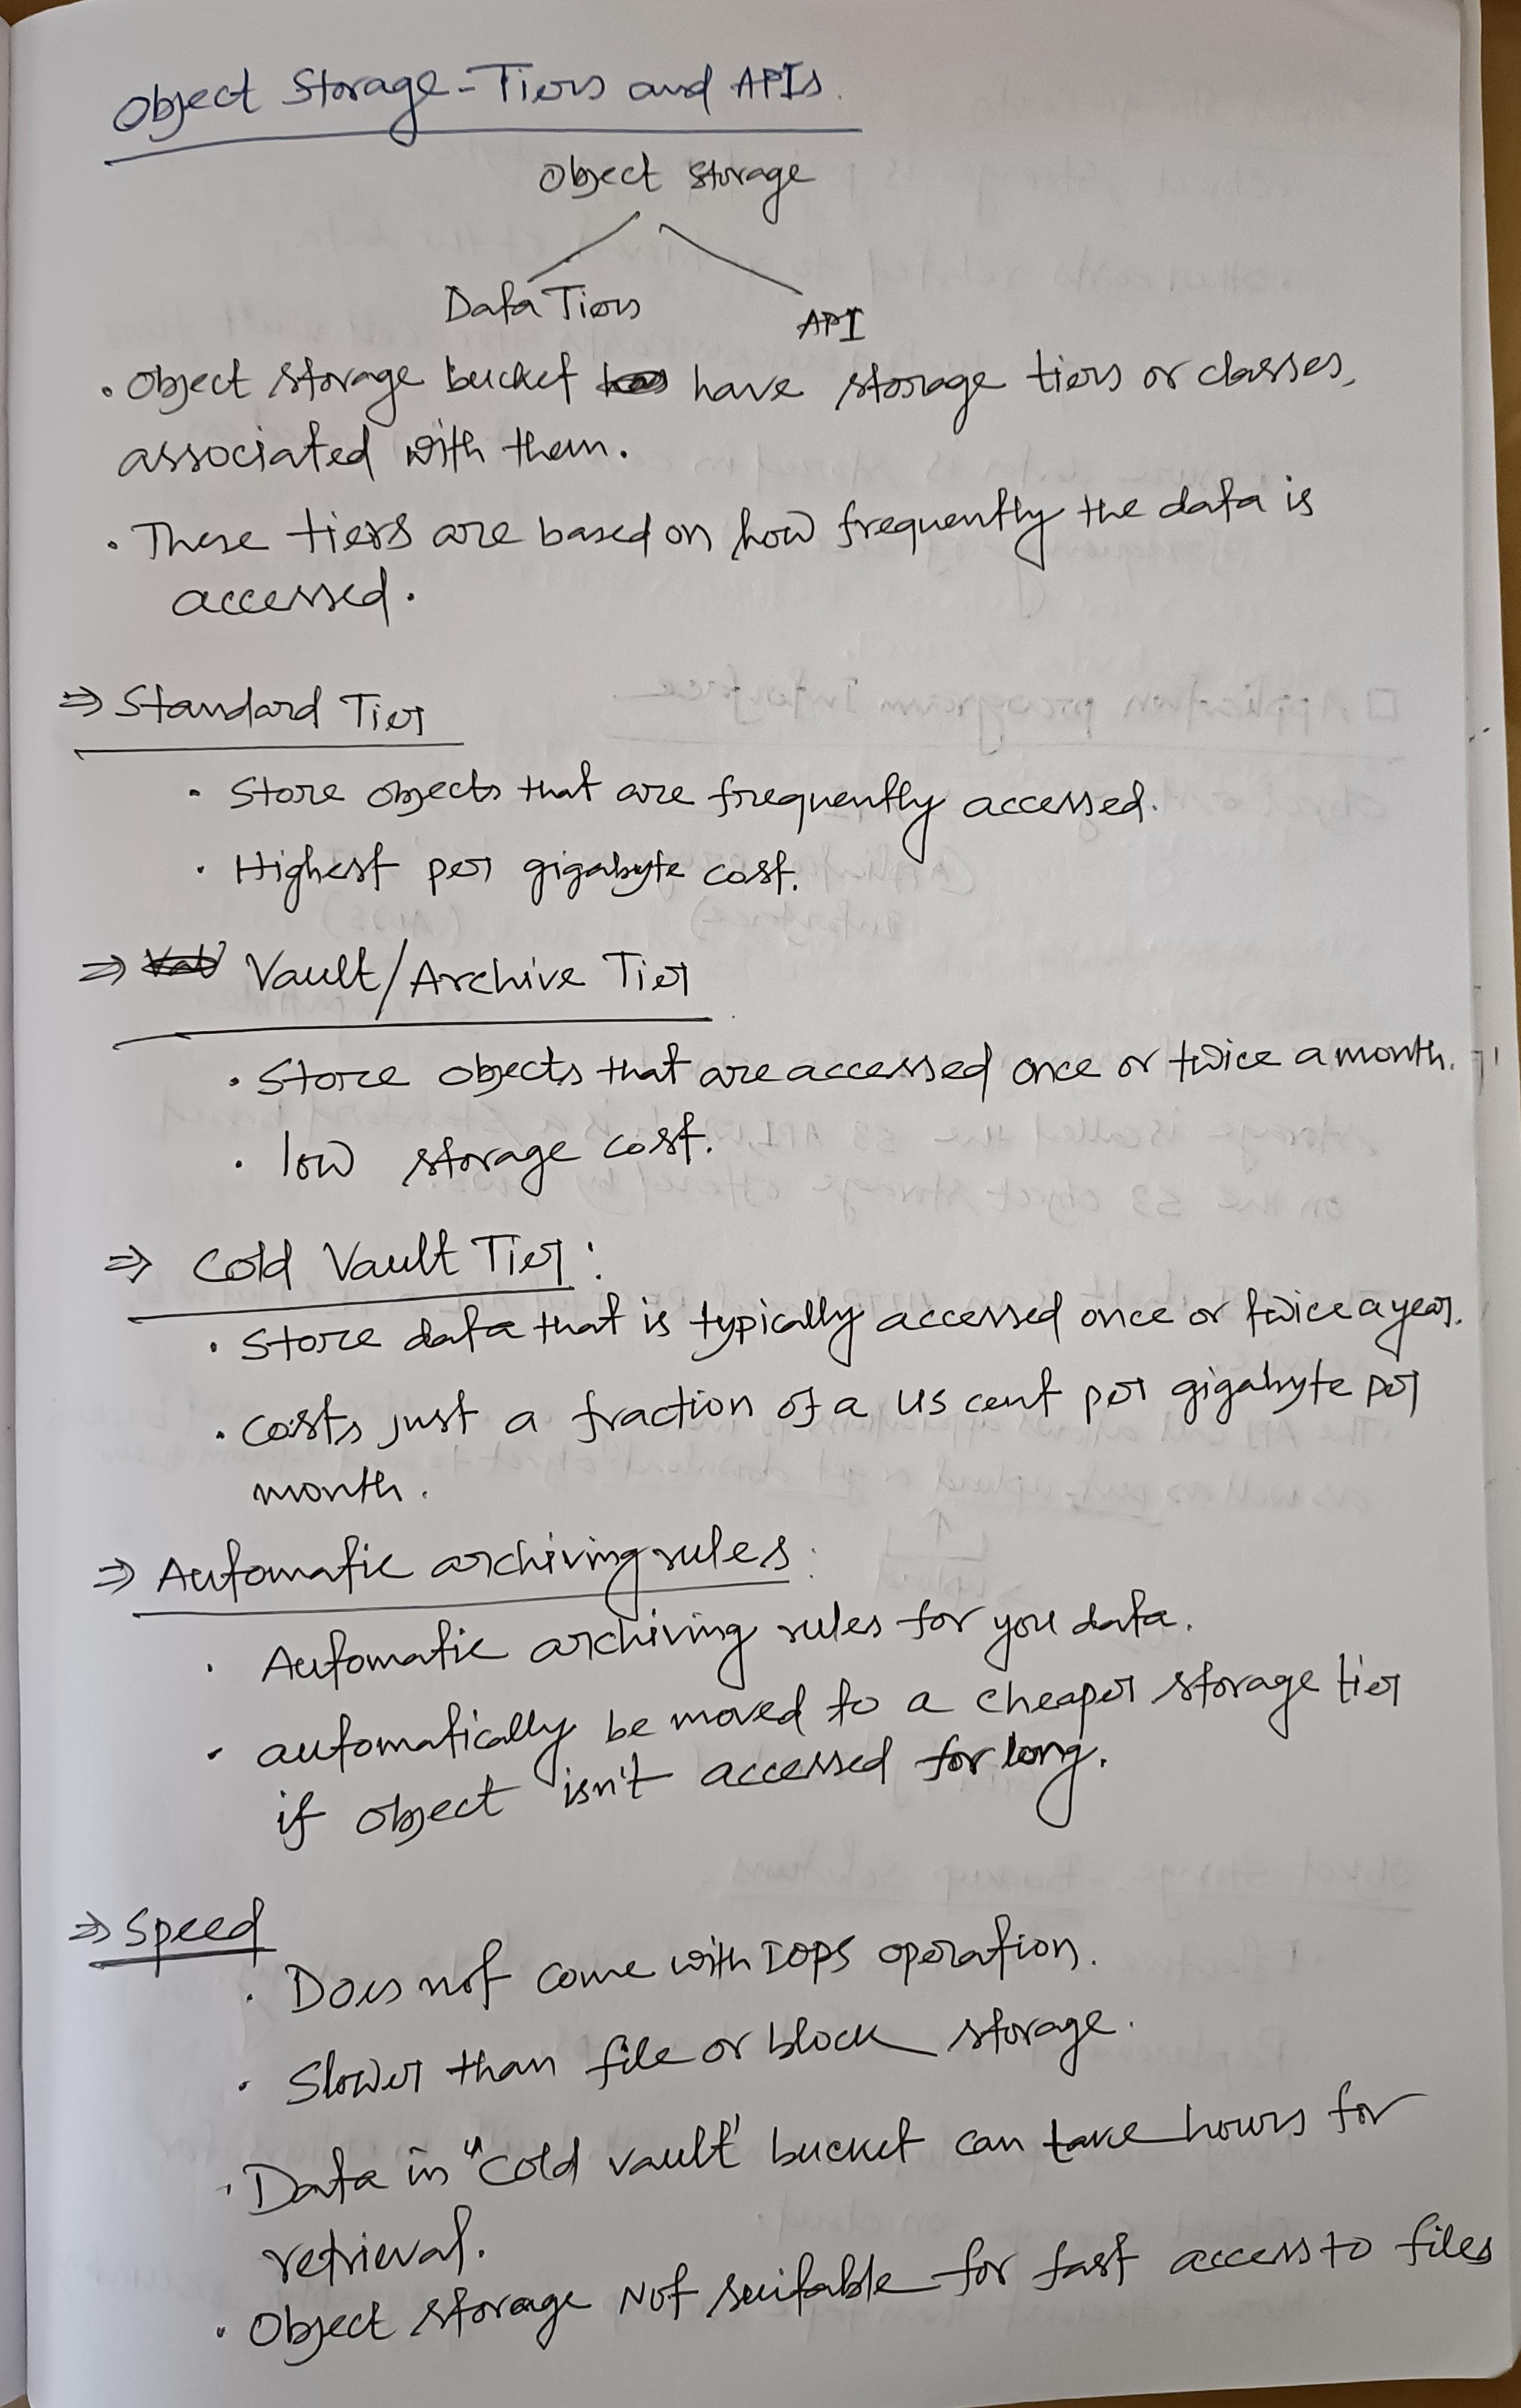 Object Storage - Tiers and APIs.
Object Storage
Data Tiers
API
• Object storage bucket have storage tiers or classes,
associated with them.
• These tiers are based on how frequently the data is
accessed.
⇒ Standard Tier
• Store objects that are frequently accessed.
• Highest per gigabyte cost.
⇒ Vault/Archive Tier
• Store objects that are accessed once or twice a month.
• low storage cost.
⇒ Cold Vault Tier:
• Store data that is typically accessed once or twice a year.
• costs just a fraction of a US cent per gigabyte per
month.
⇒ Automatic archiving rules:
• Automatic archiving rules for you data.
• automatically be moved to a cheaper storage tier
if object isn't accessed for long.
⇒ Speed
• Does not come with IOPS operation.
• Slower than file or block storage.
• Data in "cold vault" bucket can take hours for
retrieval.
• Object storage Not suitable for fast access to files